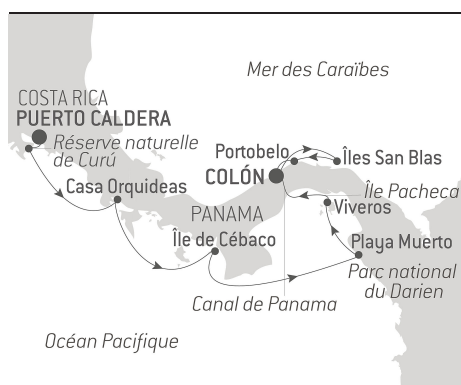 Mer des Caraïbes
COSTA RICA
PUERTO CALDERA
Réserve naturelle
de Curú
Portobelo
Îles San Blas
COLÓN
Casa Orquideas
Île Pacheca
Viveros
PANAMA
Île de Cébaco
Playa Muerto
Parc national
du Darien
Canal de Panama
Océan Pacifique